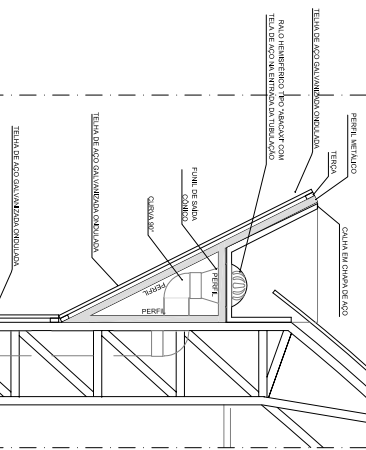 TELHA DE AÇO GALVANIZADA ONDULADA
RALO HEMISFÉRICO TIPO "ABACAXI" COM
TELA DE AÇO NA ENTRADA DA TUBULAÇÃO
PERFIL METÁLICO
TERÇA
CALHA EM CHAPA DE AÇO
TELHA DE AÇO GALVANIZADA ONDULADA
FUNIL DE SAÍDA
CÔNICO
CURVA 90°
TELHA DE AÇO GALVANIZADA ONDULADA
PERFIL
PERFIL
PERFIL